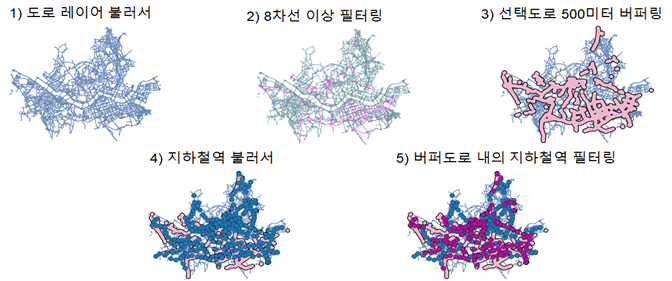 1) 도로 레이어 불러서
2) 8차선 이상 필터링
3) 선택도로 500미터 버퍼링
4) 지하철역 불러서
5) 버퍼도로 내의 지하철역 필터링